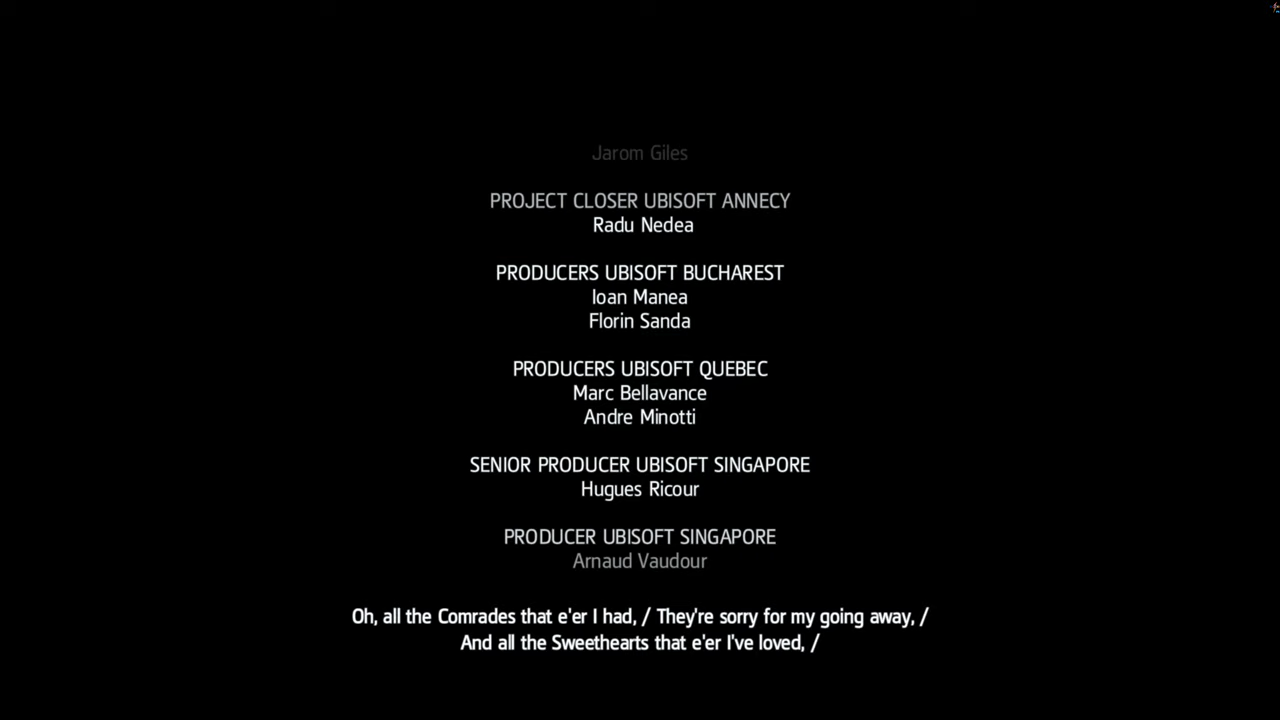 Jarom Giles
PROJECT CLOSER UBISOFT ANNECY
Radu Nedea
PRODUCERS UBISOFT BUCHAREST
Ioan Manea
Florin Sanda
PRODUCERS UBISOFT QUEBEC
Marc Bellavance
Andre Minotti
SENIOR PRODUCER UBISOFT SINGAPORE
Hugues Ricour
PRODUCER UBISOFT SINGAPORE
Arnaud Vaudour
Oh, all the Comrades that e'er I had, / They're sorry for my going away, /
And all the Sweethearts that e'er I've loved, /